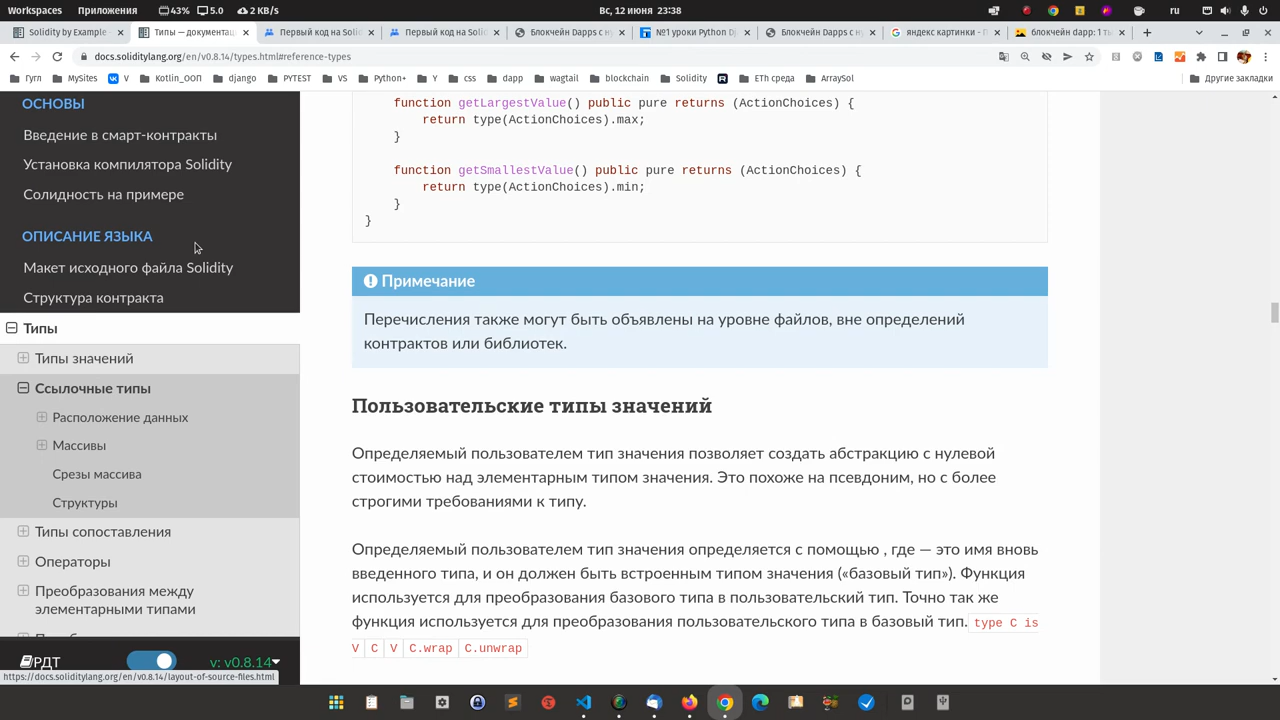 Workspaces Приложения 43% 5.0 2 KB/s Вс, 12 июня 23:38 ru
Solidity by Example Типы — документац Первый код на Solic Первый код на Solic Блокчейн Dapps с ну №1 уроки Python Dj Блокчейн Dapps с ну яндекс картинки - П блокчейн dapp: 1 ты
docs.soliditylang.org/en/v0.8.14/types.html#reference-types
Гугл MySites VK Kotlin_ООП django PYTEST VS Python+ Y css dapp wagtail blockchain Solidity ETh среда ArraySol Другие закладки
ОСНОВЫ
Введение в смарт-контракты
Установка компилятора Solidity
Солидность на примере
ОПИСАНИЕ ЯЗЫКА
Макет исходного файла Solidity
Структура контракта
Типы
Типы значений
Ссылочные типы
Расположение данных
Массивы
Срезы массива
Структуры
Типы сопоставления
Операторы
Преобразования между
элементарными типами
РДТ v: v0.8.14
https://docs.soliditylang.org/en/v0.8.14/layout-of-source-files.html
function getLargestValue() public pure returns (ActionChoices) {
return type(ActionChoices).max;
}
function getSmallestValue() public pure returns (ActionChoices) {
return type(ActionChoices).min;
}
}
Примечание
Перечисления также могут быть объявлены на уровне файлов, вне определений
контрактов или библиотек.
Пользовательские типы значений
Определяемый пользователем тип значения позволяет создать абстракцию с нулевой
стоимостью над элементарным типом значения. Это похоже на псевдоним, но с более
строгими требованиями к типу.
Определяемый пользователем тип значения определяется с помощью , где — это имя вновь
введенного типа, и он должен быть встроенным типом значения («базовый тип»). Функция
используется для преобразования базового типа в пользовательский тип. Точно так же
функция используется для преобразования пользовательского типа в базовый тип. type C is
V C V C.wrap C.unwrap